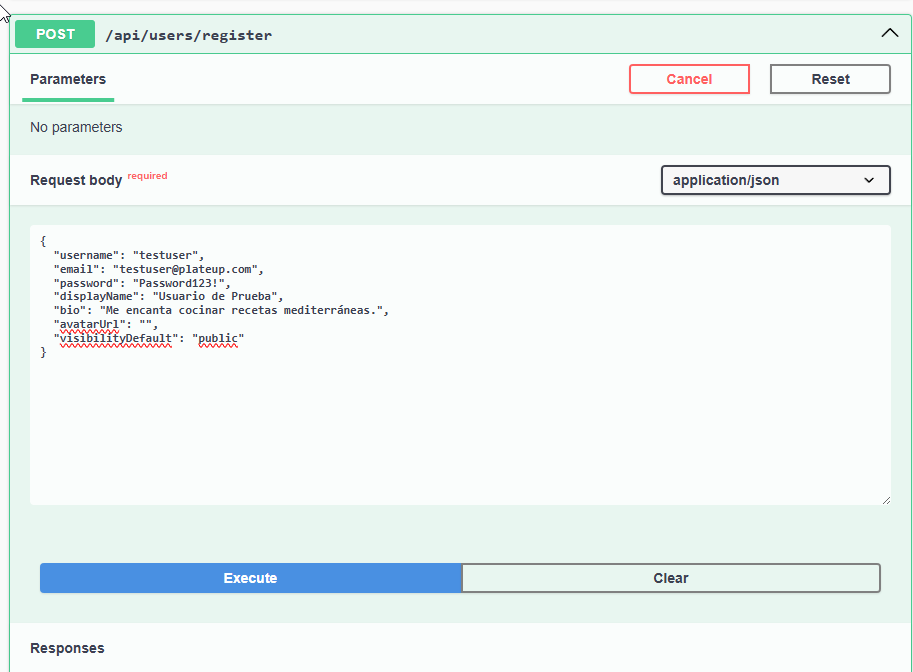 POST /api/users/register
Parameters Cancel Reset
No parameters
Request body required application/json
{
"username": "testuser",
"email": "testuser@plateup.com",
"password": "Password123!",
"displayName": "Usuario de Prueba",
"bio": "Me encanta cocinar recetas mediterráneas.",
"avatarUrl": "",
"visibilityDefault": "public"
}
Execute Clear
Responses